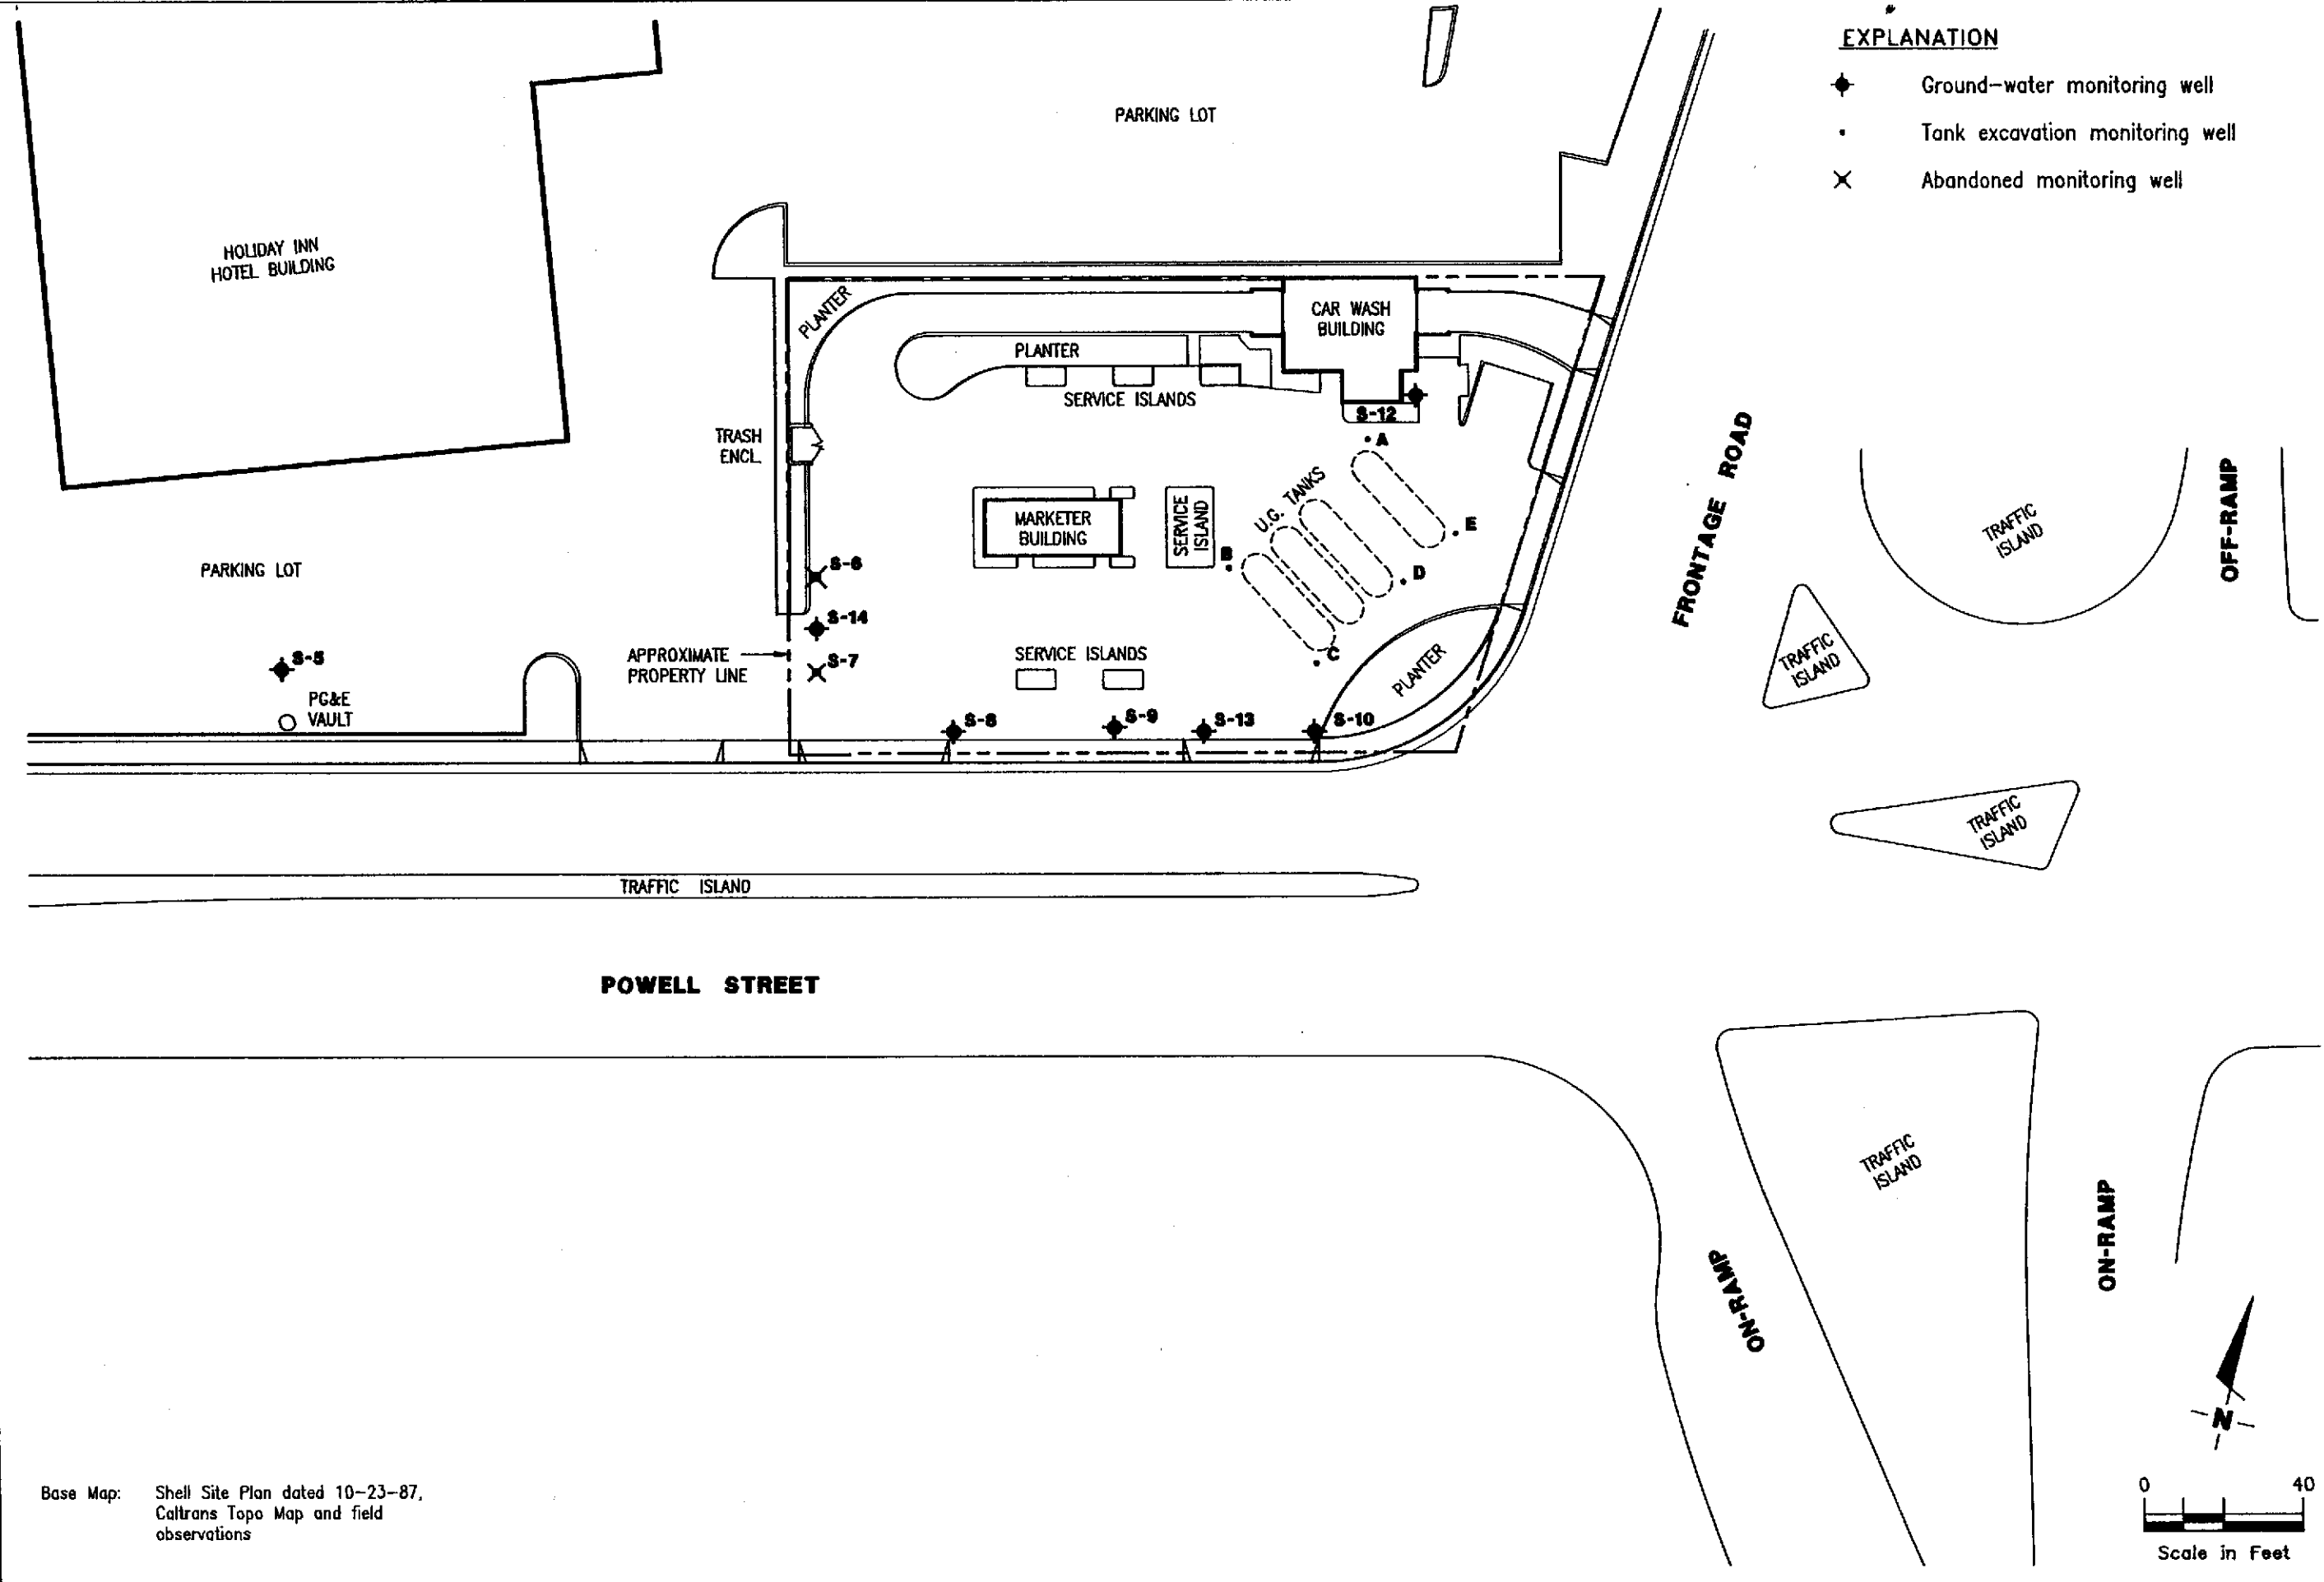 EXPLANATION
Ground-water monitoring well
Tank excavation monitoring well
Abandoned monitoring well
PARKING LOT
HOLIDAY INN
HOTEL BUILDING
PLANTER
CAR WASH
BUILDING
PLANTER
SERVICE ISLANDS
S-12
A
TRASH
ENCL.
U.G. TANKS
MARKETER
BUILDING
SERVICE
ISLAND
B
E
D
C
FRONTAGE ROAD
TRAFFIC
ISLAND
OFF-RAMP
PARKING LOT
S-6
S-14
S-7
APPROXIMATE
PROPERTY LINE
SERVICE ISLANDS
PLANTER
TRAFFIC
ISLAND
S-5
PG&E
VAULT
S-8
S-9
S-13
S-10
TRAFFIC
ISLAND
TRAFFIC ISLAND
POWELL STREET
TRAFFIC
ISLAND
ON-RAMP
ON-RAMP
N
Base Map: Shell Site Plan dated 10-23-87,
Caltrans Topo Map and field
observations
0 40
Scale in Feet